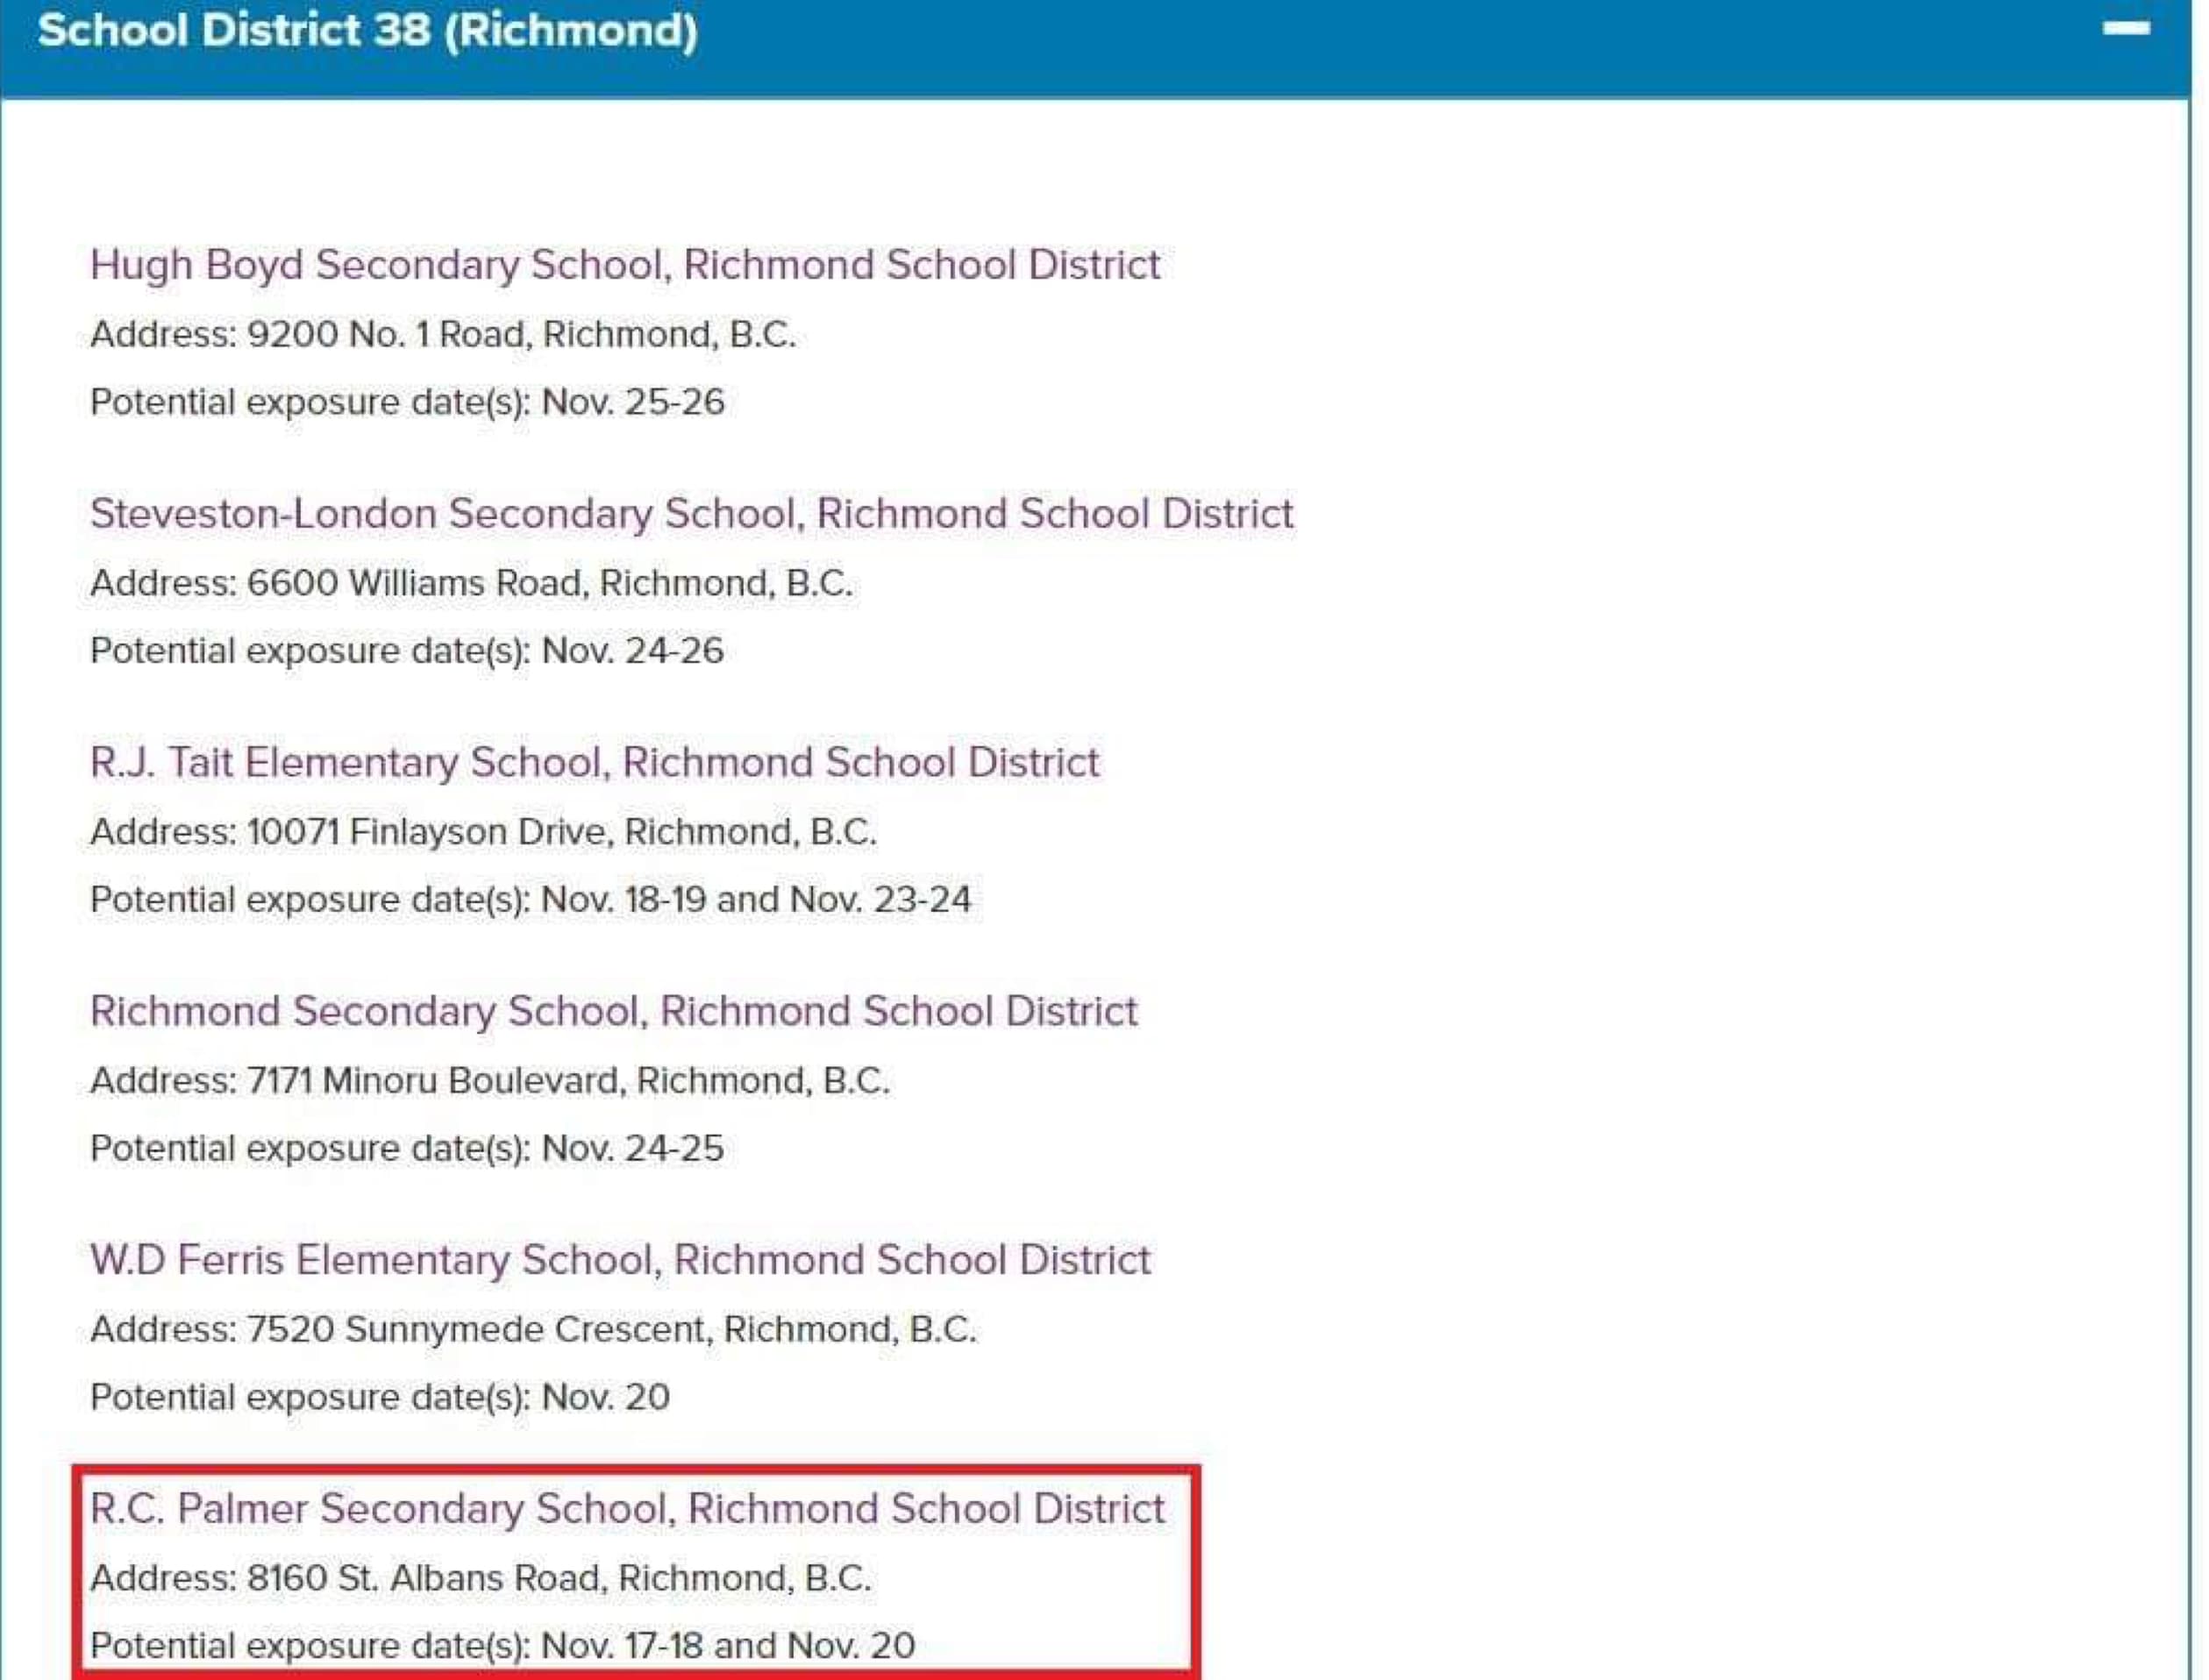 School District 38 (Richmond)
Hugh Boyd Secondary School, Richmond School District
Address: 9200 No. 1 Road, Richmond, B.C.
Potential exposure date(s): Nov. 25-26
Steveston-London Secondary School, Richmond School District
Address: 6600 Williams Road, Richmond, B.C.
Potential exposure date(s): Nov. 24-26
R.J. Tait Elementary School, Richmond School District
Address: 10071 Finlayson Drive, Richmond, B.C.
Potential exposure date(s): Nov. 18-19 and Nov. 23-24
Richmond Secondary School, Richmond School District
Address: 7171 Minoru Boulevard, Richmond, B.C.
Potential exposure date(s): Nov. 24-25
W.D Ferris Elementary School, Richmond School District
Address: 7520 Sunnymede Crescent, Richmond, B.C.
Potential exposure date(s): Nov. 20
R.C. Palmer Secondary School, Richmond School District
Address: 8160 St. Albans Road, Richmond, B.C.
Potential exposure date(s): Nov. 17-18 and Nov. 20